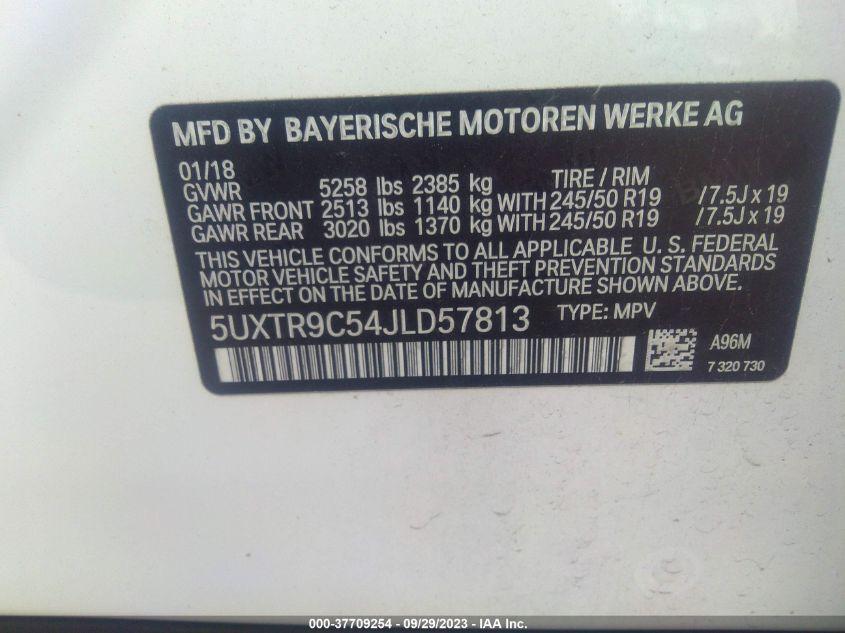 MFD BY BAYERISCHE MOTOREN WERKE AG
01/18 TIRE / RIM
GVWR 5258 lbs 2385 kg
GAWR FRONT 2513 lbs 1140 kg WITH 245/50 R19 /7.5J x 19
GAWR REAR 3020 lbs 1370 kg WITH 245/50 R19 /7.5J x 19
THIS VEHICLE CONFORMS TO ALL APPLICABLE U. S. FEDERAL
MOTOR VEHICLE SAFETY AND THEFT PREVENTION STANDARDS
IN EFFECT ON THE DATE OF MANUFACTURE SHOWN ABOVE.
5UXTR9C54JLD57813 TYPE: MPV
A96M
7 320 730
000-37709254 - 09/29/2023 - IAA Inc.